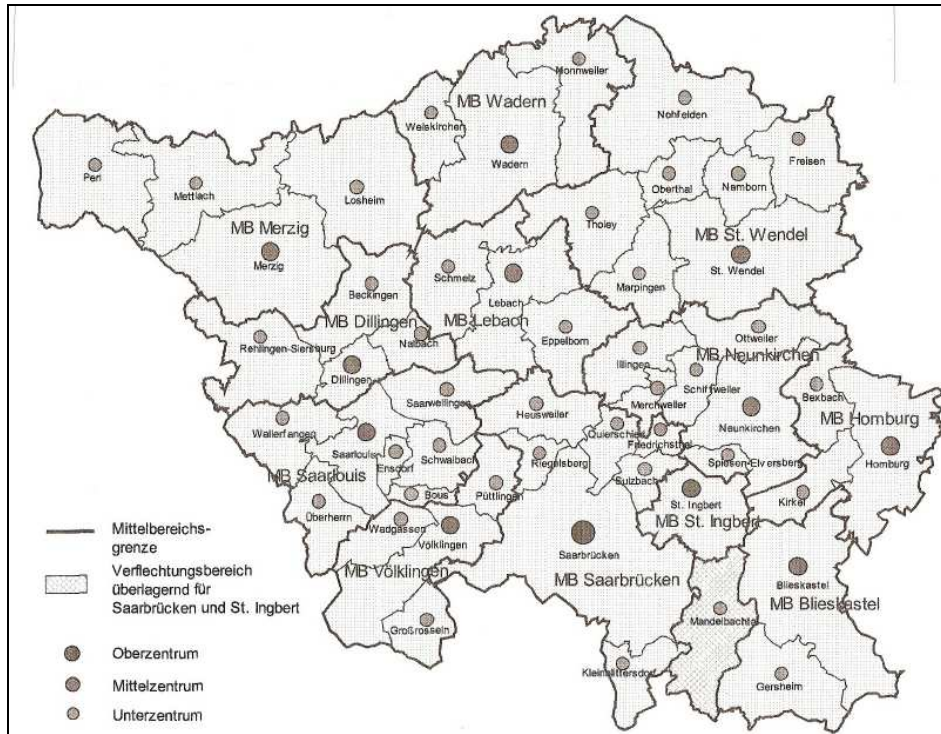 Nonnweiler
MB Wadern
Weiskirchen
Nohfelden
Wadern
Freisen
Perl
Mettlach
Losheim
Oberthal
Namborn
Tholey
MB Merzig
Merzig
MB St. Wendel
St. Wendel
Schmelz
Lebach
Marpingen
Beckingen
MB Dillingen
MB Lebach
Nalbach
Eppelborn
Ottweiler
Rehlingen-Siersburg
Illingen
MB Neunkirchen
Dillingen
Schiffweiler
Bexbach
Saarwellingen
Merchweiler
Heusweiler
MB Homburg
Wallerfangen
Quierschied
Friedrichsthal
Neunkirchen
Saarlouis
Schwalbach
Homburg
Ensdorf
Riegelsberg
Spiesen-Elversberg
MB Saarlouis
Sulzbach
Bous
Püttlingen
St. Ingbert
Kirkel
Überherrn
MB St. Ingbert
Wadgassen
Völklingen
Saarbrücken
MB Völklingen
MB Saarbrücken
Blieskastel
MB Blieskastel
Mandelbachtal
Großrosseln
Kleinblittersdorf
Gersheim
Mittelbereichs-
grenze
Verflechtungsbereich
überlagernd für
Saarbrücken und St. Ingbert
Oberzentrum
Mittelzentrum
Unterzentrum